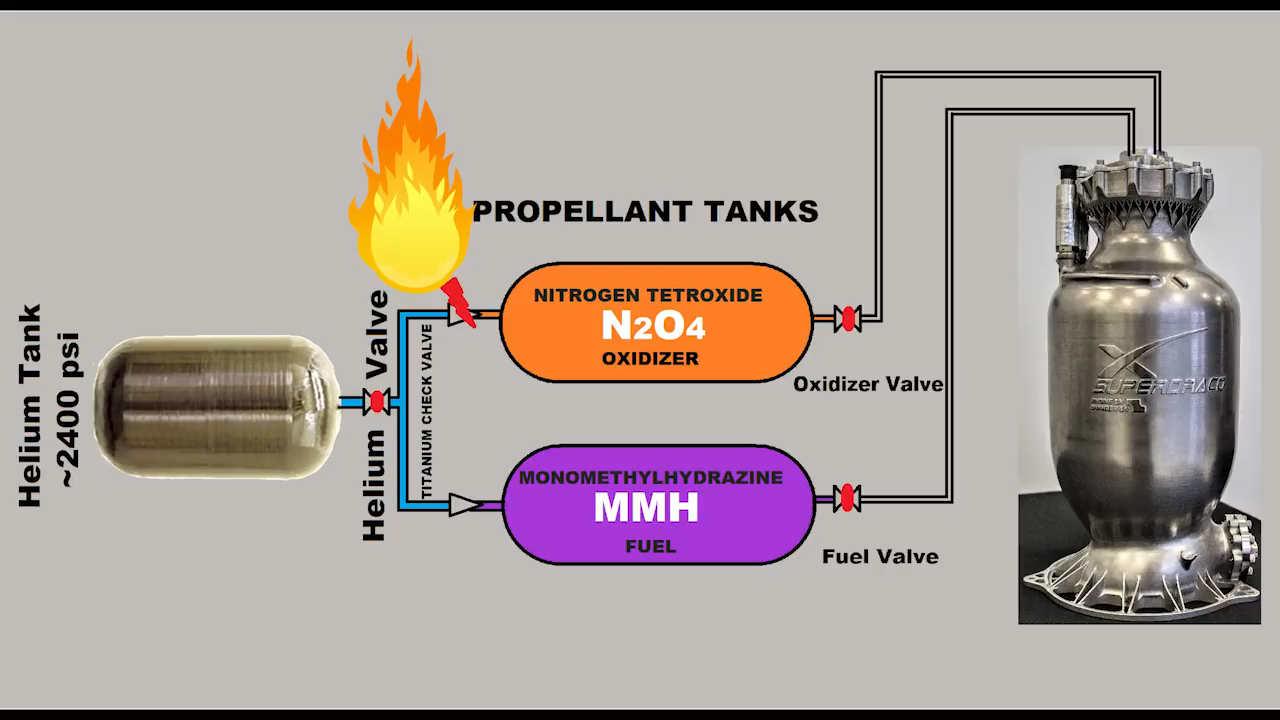 PROPELLANT TANKS
Helium Tank
~2400 psi
Helium Valve
TITANIUM CHECK VALVE
NITROGEN TETROXIDE
N2O4
OXIDIZER
Oxidizer Valve
MONOMETHYLHYDRAZINE
MMH
FUEL
Fuel Valve
SUPERDRACO